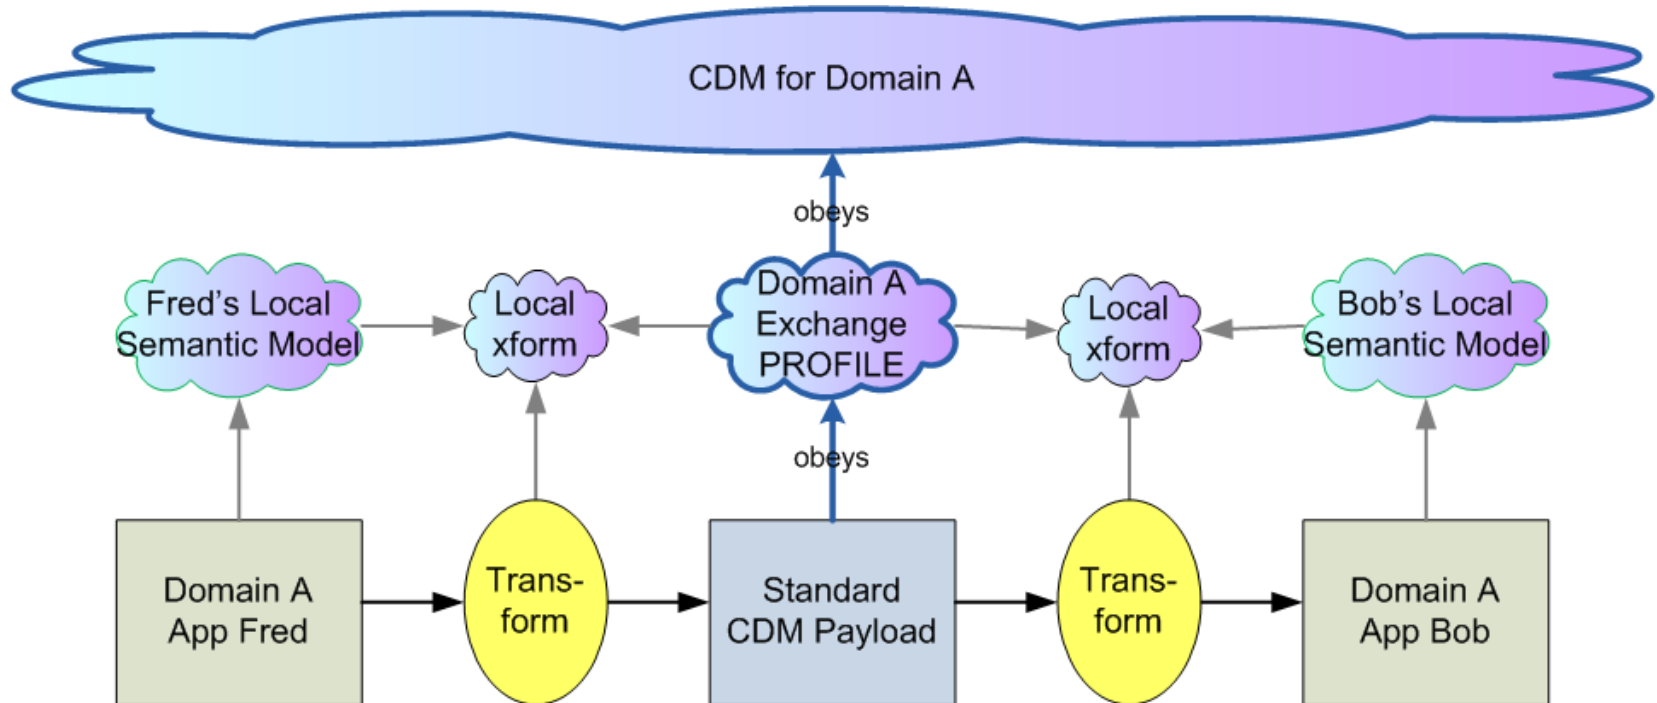 CDM for Domain A
obeys
Fred's Local
Semantic Model
Local
xform
Domain A
Exchange
PROFILE
Local
xform
Bob's Local
Semantic Model
obeys
Domain A
App Fred
Trans-
form
Standard
CDM Payload
Trans-
form
Domain A
App Bob